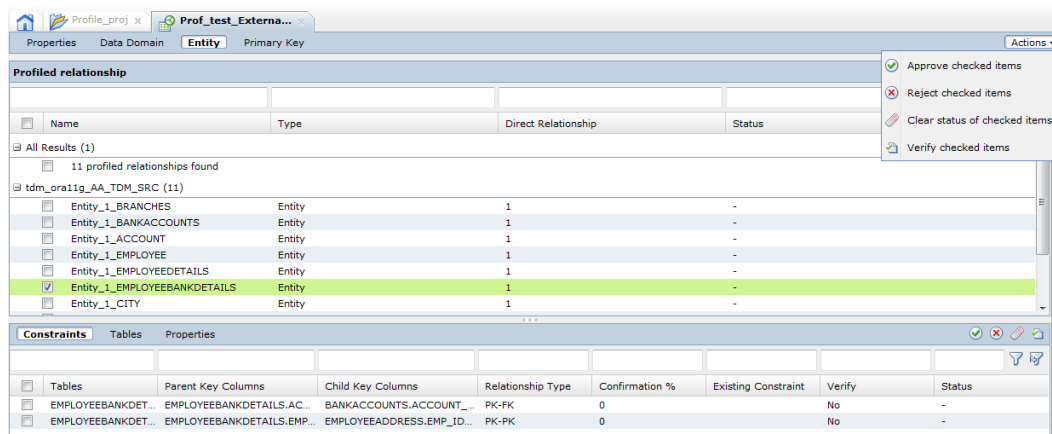 Profile_proj x Prof_test_Externa... x
Properties Data Domain Entity Primary Key Actions
Approve checked items
Profiled relationship
Reject checked items
Name Type Direct Relationship Status
Clear status of checked items
All Results (1)
Verify checked items
11 profiled relationships found
tdm_ora11g_AA_TDM_SRC (11)
Entity_1_BRANCHES Entity 1 -
Entity_1_BANKACCOUNTS Entity 1 -
Entity_1_ACCOUNT Entity 1 -
Entity_1_EMPLOYEE Entity 1 -
Entity_1_EMPLOYEEDETAILS Entity 1 -
Entity_1_EMPLOYEEBANKDETAILS Entity 1 -
Entity_1_CITY Entity 1 -
Constraints Tables Properties
Tables Parent Key Columns Child Key Columns Relationship Type Confirmation % Existing Constraint Verify Status
EMPLOYEEBANKDET... EMPLOYEEBANKDETAILS.AC... BANKACCOUNTS.ACCOUNT_... PK-FK 0 No -
EMPLOYEEBANKDET... EMPLOYEEBANKDETAILS.EMP... EMPLOYEEADDRESS.EMP_ID... PK-PK 0 No -